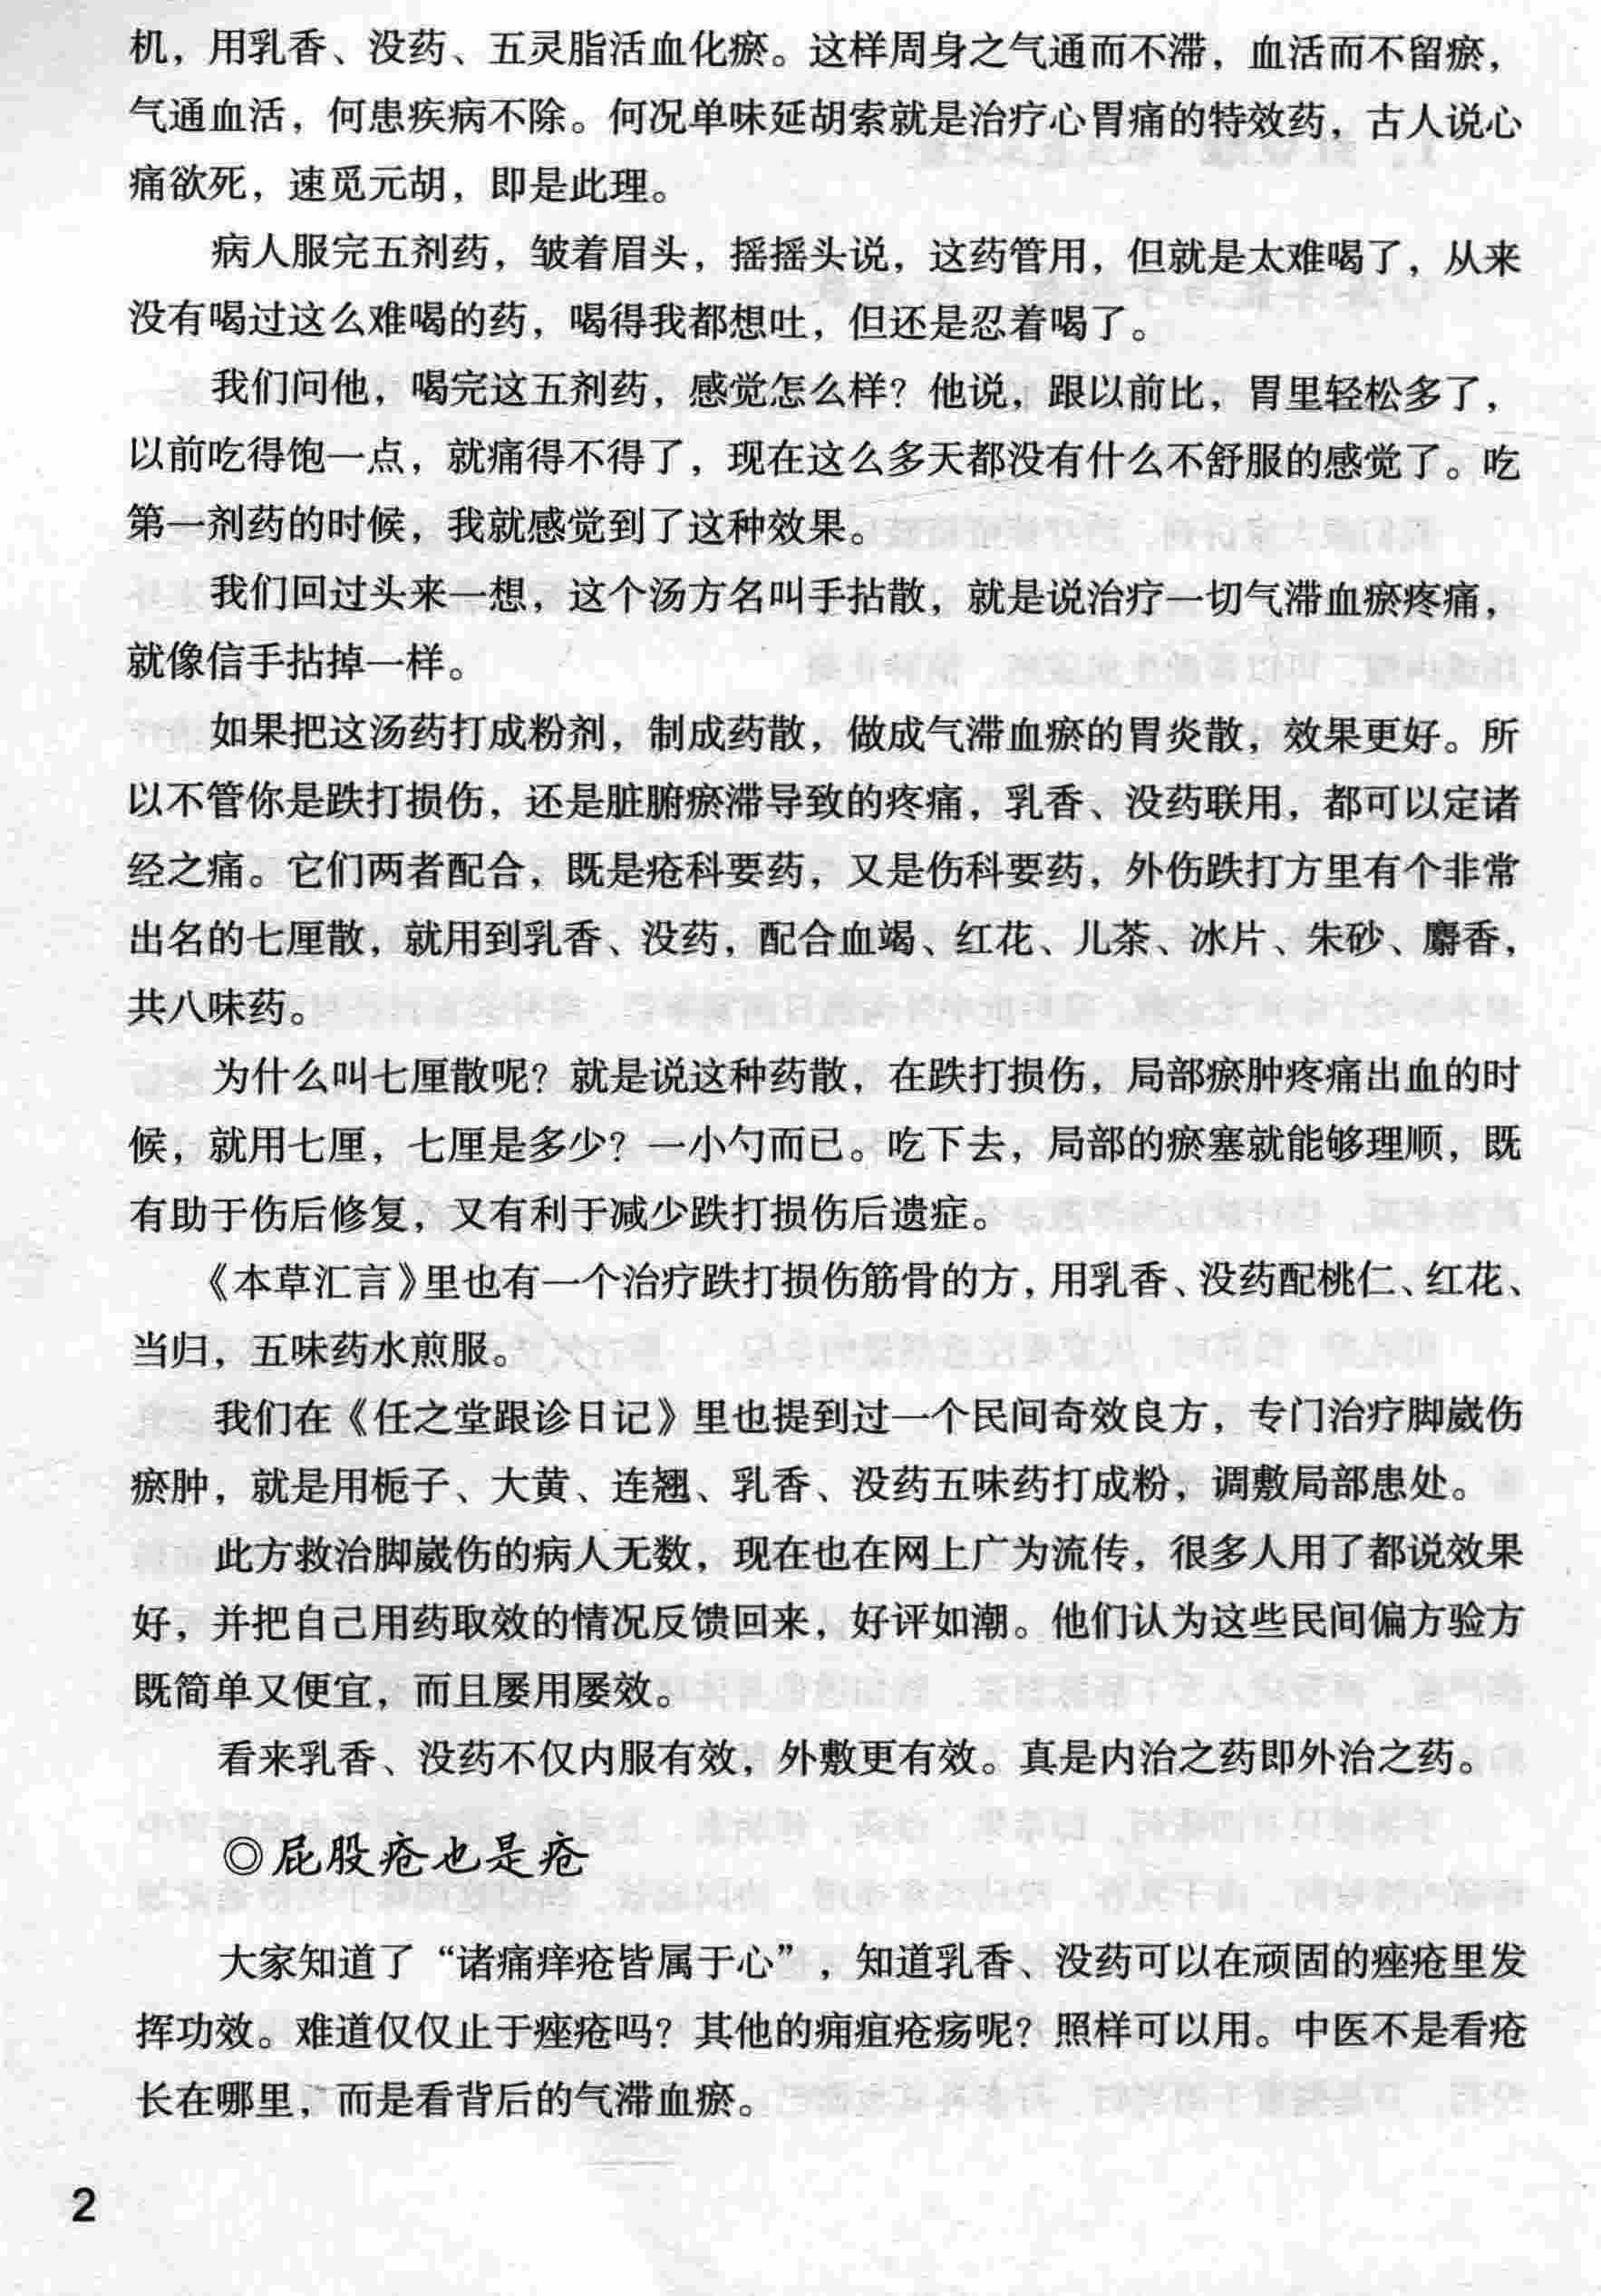 机，用乳香、没药、五灵脂活血化瘀。这样周身之气通而不滞，血活而不留瘀，
气通血活，何患疾病不除。何况单味延胡索就是治疗心胃痛的特效药，古人说心
痛欲死，速觅元胡，即是此理。
病人服完五剂药，皱着眉头，摇摇头说，这药管用，但就是太难喝了，从来
没有喝过这么难喝的药，喝得我都想吐，但还是忍着喝了。
我们问他，喝完这五剂药，感觉怎么样？他说，跟以前比，胃里轻松多了，
以前吃得饱一点，就痛得不得了，现在这么多天都没有什么不舒服的感觉了。吃
第一剂药的时候，我就感觉到了这种效果。
我们回过头来一想，这个汤方名叫手拈散，就是说治疗一切气滞血瘀疼痛，
就像信手拈掉一样。
如果把这汤药打成粉剂，制成药散，做成气滞血瘀的胃炎散，效果更好。所
以不管你是跌打损伤，还是脏腑瘀滞导致的疼痛，乳香、没药联用，都可以定诸
经之痛。它们两者配合，既是疮科要药，又是伤科要药，外伤跌打方里有个非常
出名的七厘散，就用到乳香、没药，配合血竭、红花、儿茶、冰片、朱砂、麝香，
共八味药。
为什么叫七厘散呢？就是说这种药散，在跌打损伤，局部瘀肿疼痛出血的时
候，就用七厘，七厘是多少？一小勺而已。吃下去，局部的瘀塞就能够理顺，既
有助于伤后修复，又有利于减少跌打损伤后遗症。
《本草汇言》里也有一个治疗跌打损伤筋骨的方，用乳香、没药配桃仁、红花、
当归，五味药水煎服。
我们在《任之堂跟诊日记》里也提到过一个民间奇效良方，专门治疗脚崴伤
瘀肿，就是用栀子、大黄、连翘、乳香、没药五味药打成粉，调敷局部患处。
此方救治脚崴伤的病人无数，现在也在网上广为流传，很多人用了都说效果
好，并把自己用药取效的情况反馈回来，好评如潮。他们认为这些民间偏方验方
既简单又便宜，而且屡用屡效。
看来乳香、没药不仅内服有效，外敷更有效。真是内治之药即外治之药。
◎屁股疮也是疮
大家知道了“诸痛痒疮皆属于心”，知道乳香、没药可以在顽固的痤疮里发
挥功效。难道仅仅止于痤疮吗？其他的痈疽疮疡呢？照样可以用。中医不是看疮
长在哪里，而是看背后的气滞血瘀。
2